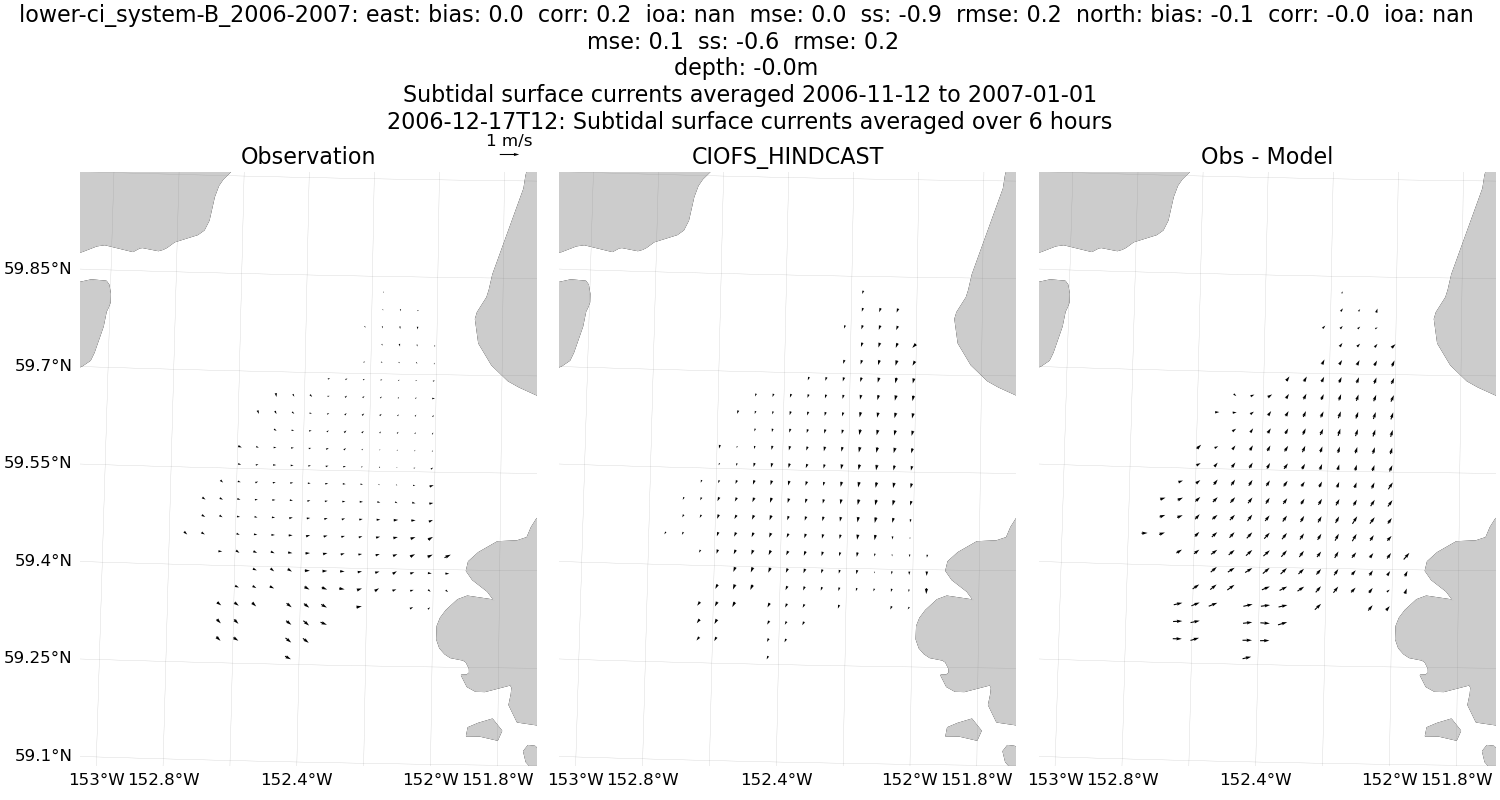 lower-ci_system-B_2006-2007: east: bias: 0.0 corr: 0.2 ioa: nan mse: 0.0 ss: -0.9 rmse: 0.2 north: bias: -0.1 corr: -0.0 ioa: nan
mse: 0.1 ss: -0.6 rmse: 0.2
depth: -0.0m
Subtidal surface currents averaged 2006-11-12 to 2007-01-01
2006-12-17T12: Subtidal surface currents averaged over 6 hours
1 m/s
Observation CIOFS_HINDCAST Obs - Model
59.85°N
59.7°N
59.55°N
59.4°N
59.25°N
59.1°N
153°W 152.8°W 152.4°W 152°W 151.8°W 153°W 152.8°W 152.4°W 152°W 151.8°W 153°W 152.8°W 152.4°W 152°W 151.8°W